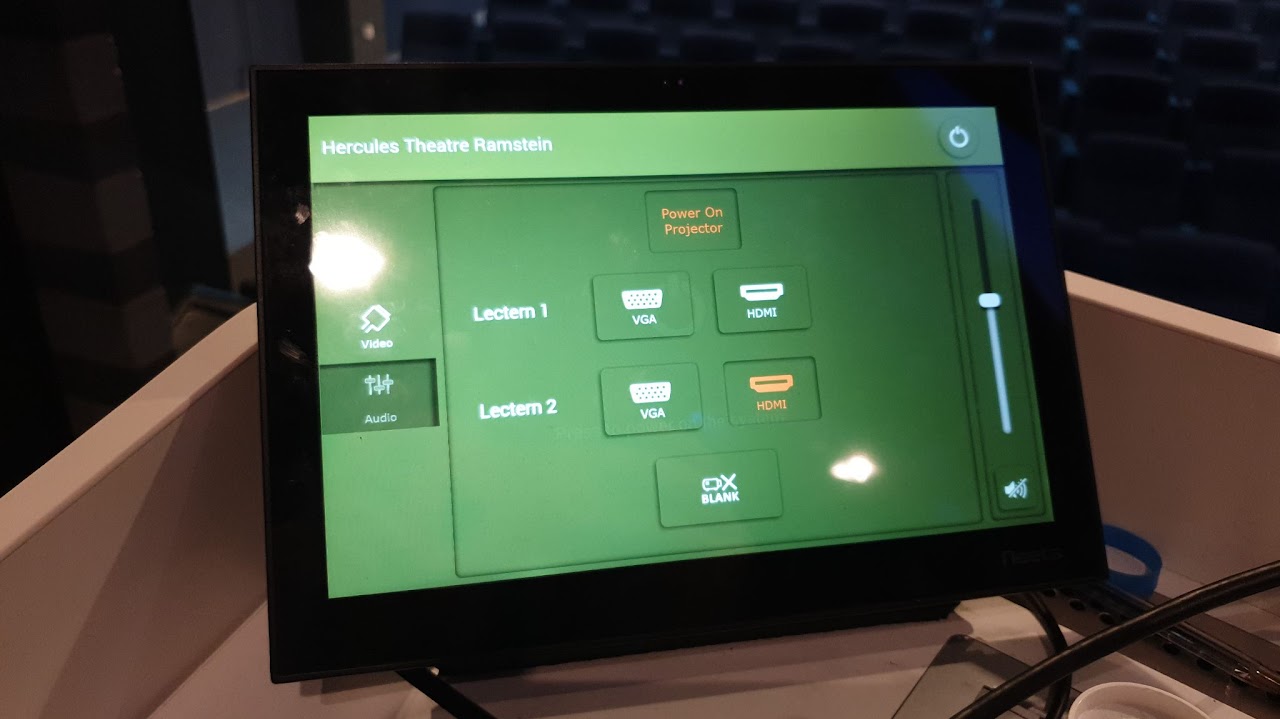 Hercules Theatre Ramstein
Power On
Projector
Lectern 1
VGA
HDMI
Video
Audio
Lectern 2
VGA
HDMI
BLANK